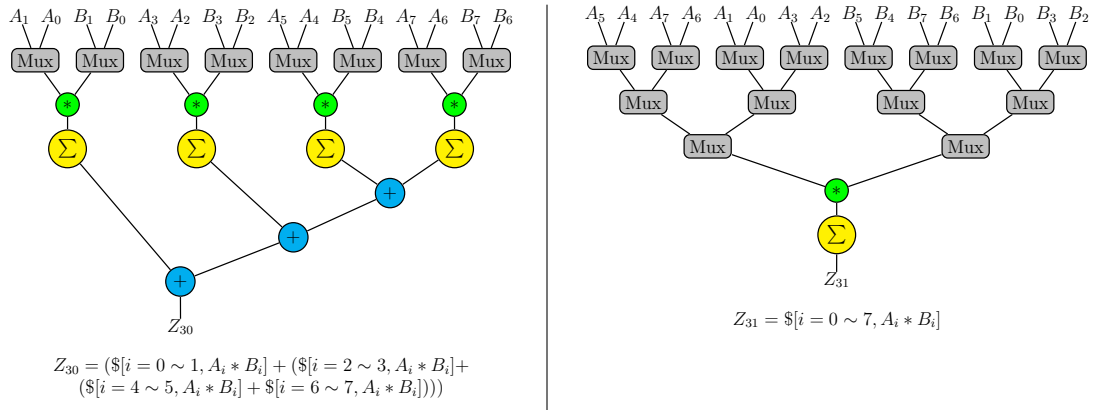 A₁ A₀ B₁ B₀ A₃ A₂ B₃ B₂ A₅ A₄ B₅ B₄ A₇ A₆ B₇ B₆
Mux Mux Mux Mux Mux Mux Mux Mux
* * * *
Σ Σ Σ Σ
+
+
+
Z₃₀
Z₃₀ = ($[i = 0 ∼ 1, Aᵢ ∗ Bᵢ] + ($[i = 2 ∼ 3, Aᵢ ∗ Bᵢ]+
($[i = 4 ∼ 5, Aᵢ ∗ Bᵢ] + $[i = 6 ∼ 7, Aᵢ ∗ Bᵢ])))
A₅ A₄ A₇ A₆ A₁ A₀ A₃ A₂ B₅ B₄ B₇ B₆ B₁ B₀ B₃ B₂
Mux Mux Mux Mux Mux Mux Mux Mux
Mux Mux Mux Mux
Mux Mux
*
Σ
Z₃₁
Z₃₁ = $[i = 0 ∼ 7, Aᵢ ∗ Bᵢ]